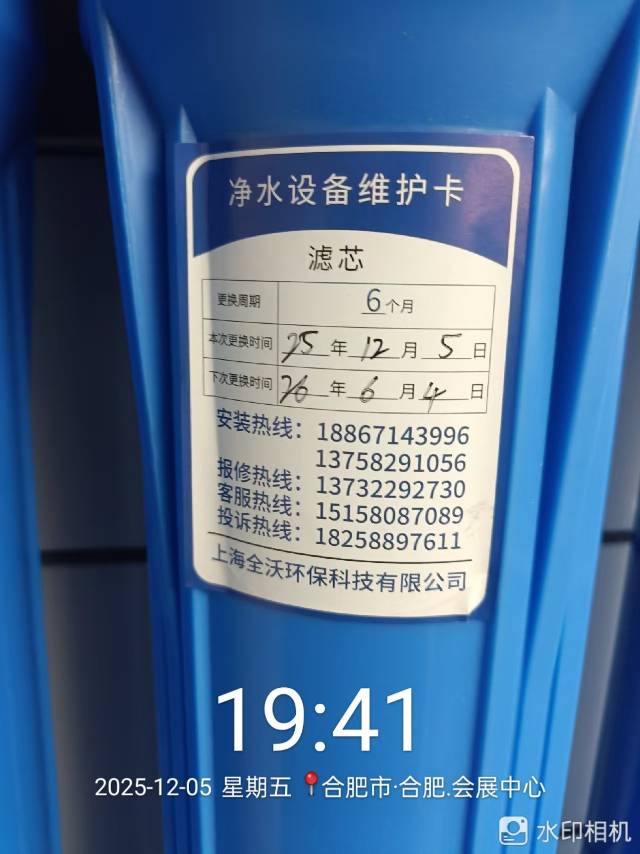 净水设备维护卡
滤芯
更换周期 6个月
本次更换时间 25年12月5日
下次更换时间 26年6月4日
安装热线：18867143996
13758291056
报修热线：13732292730
客服热线：15158087089
投诉热线：18258897611
上海全沃环保科技有限公司
19:41
2025-12-05 星期五 合肥市·合肥.会展中心
水印相机